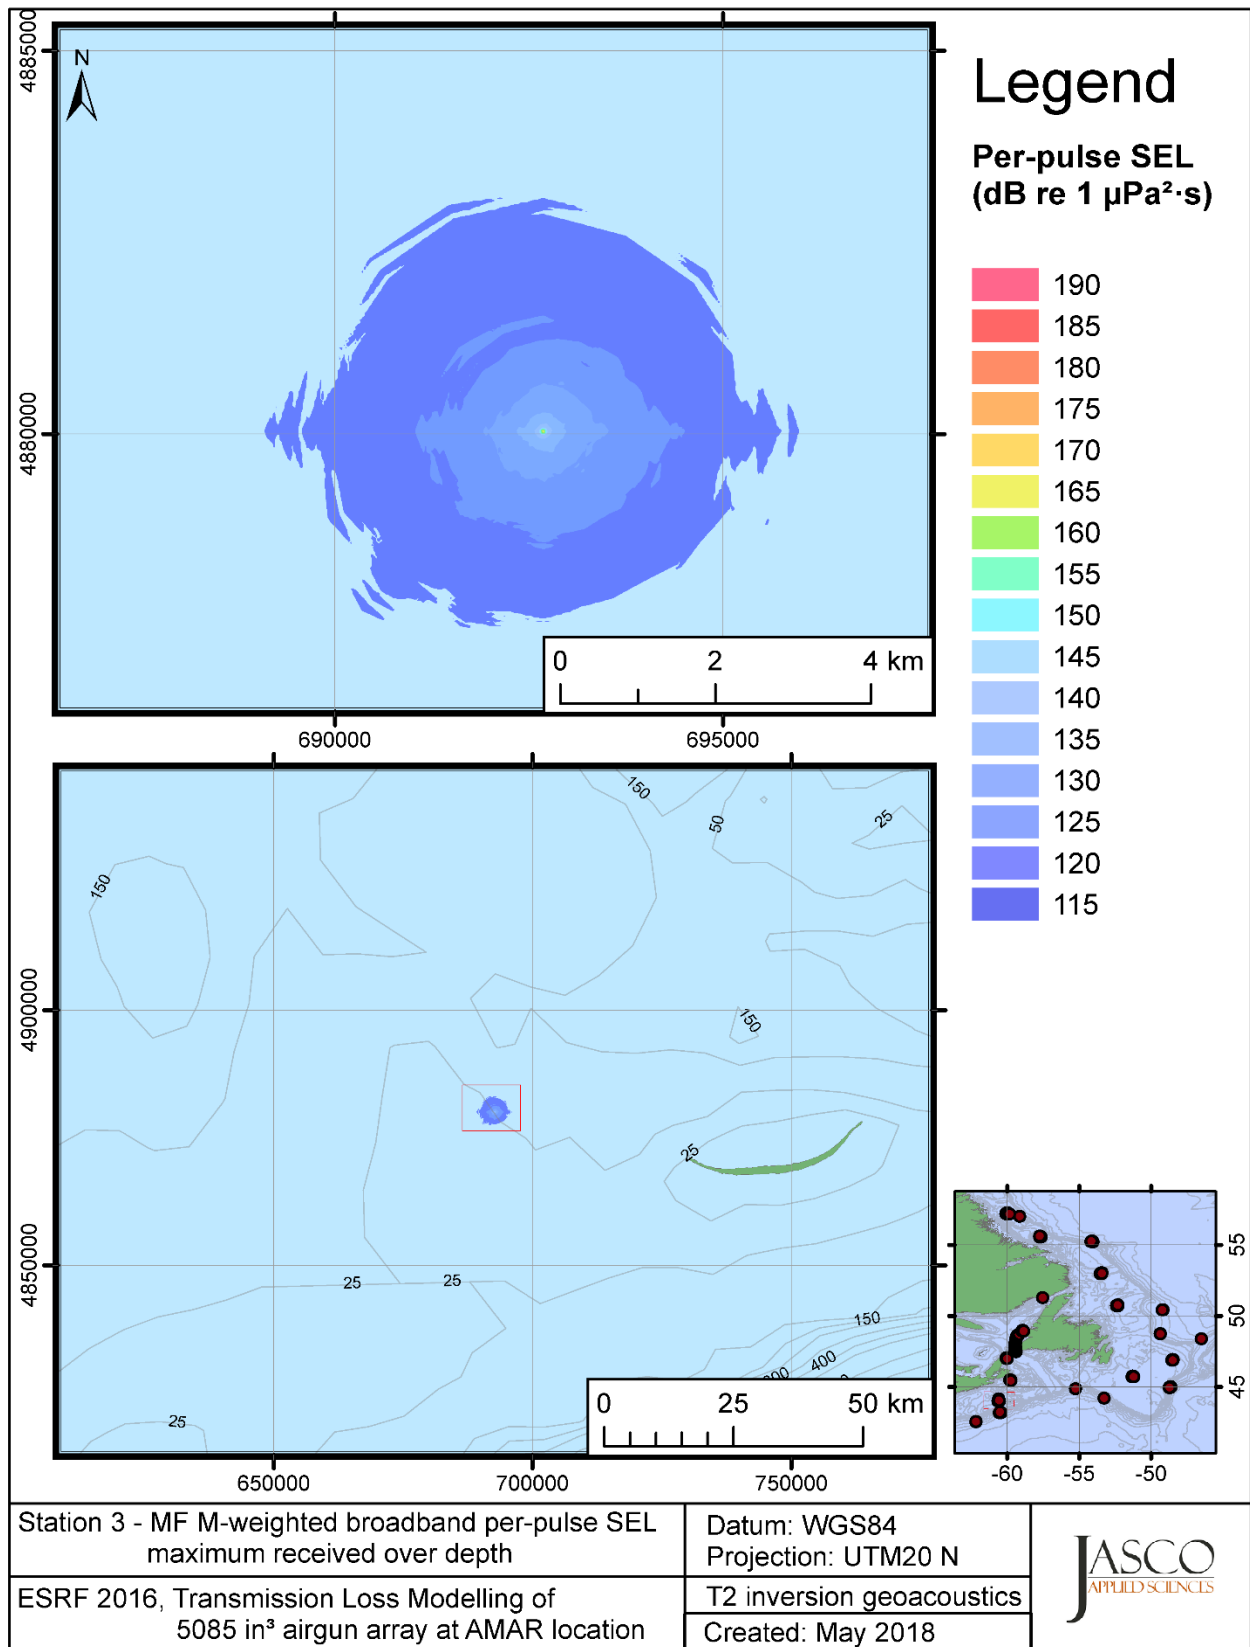 4885000
4880000
N
0 2 4 km
690000 695000
Legend
Per-pulse SEL
(dB re 1 µPa²·s)
190
185
180
175
170
165
160
155
150
145
140
135
130
125
120
115
4900000
4850000
150
150
50
25
150
25
25
25
150
400
25
0 25 50 km
650000 700000 750000
55
50
45
-60 -55 -50
Station 3 - MF M-weighted broadband per-pulse SEL
maximum received over depth
ESRF 2016, Transmission Loss Modelling of
5085 in³ airgun array at AMAR location
Datum: WGS84
Projection: UTM20 N
T2 inversion geoacoustics
Created: May 2018
JASCO
APPLIED SCIENCES